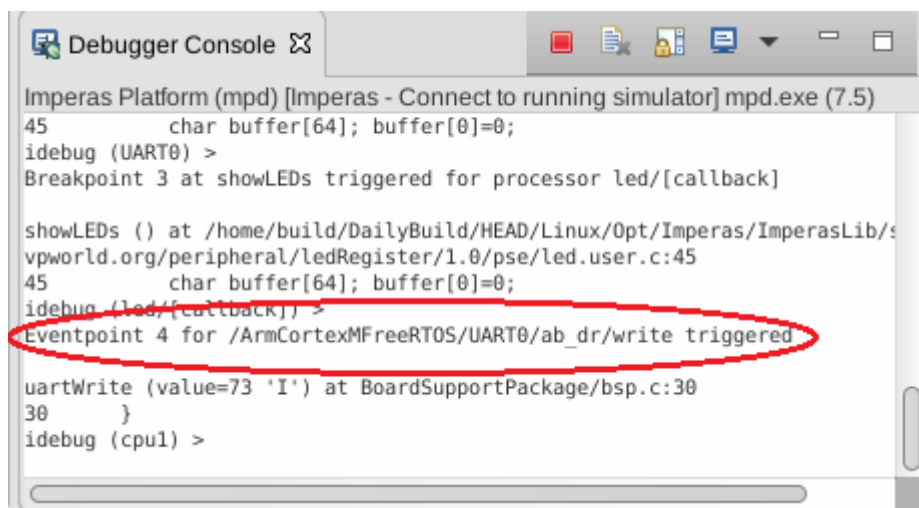 Debugger Console
Imperas Platform (mpd) [Imperas - Connect to running simulator] mpd.exe (7.5)
45 char buffer[64]; buffer[0]=0;
idebug (UART0) >
Breakpoint 3 at showLEDs triggered for processor led/[callback]
showLEDs () at /home/build/DailyBuild/HEAD/Linux/Opt/Imperas/ImperasLib/
vpworld.org/peripheral/ledRegister/1.0/pse/led.user.c:45
45 char buffer[64]; buffer[0]=0;
idebug (led/[callback]) >
Eventpoint 4 for /ArmCortexMFreeRTOS/UART0/ab_dr/write triggered
uartWrite (value=73 'I') at BoardSupportPackage/bsp.c:30
30 }
idebug (cpu1) >